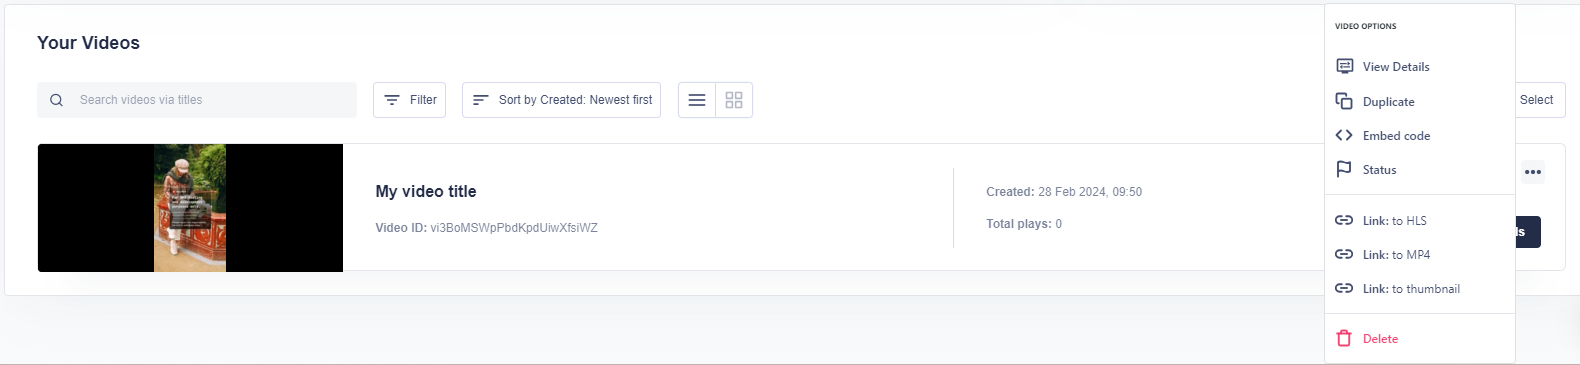 Your Videos
Search videos via titles
Filter
Sort by Created: Newest first
Select
My video title
Video ID: vi3BoMSWpPbdKpdUiwXfsiWZ
Created: 28 Feb 2024, 09:50
Total plays: 0
VIDEO OPTIONS
View Details
Duplicate
Embed code
Status
Link: to HLS
Link: to MP4
Link: to thumbnail
Delete